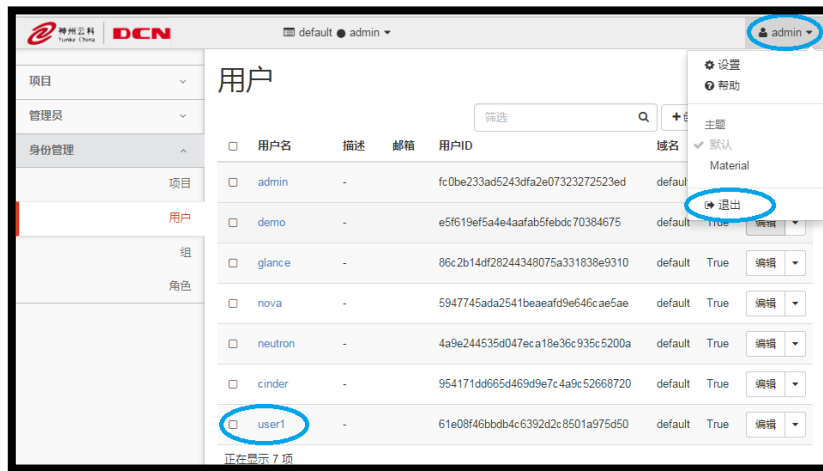 神州云科
Yunke China
DCN
default ● admin
admin
设置
帮助
主题
默认
Material
退出
项目
管理员
身份管理
项目
用户
组
角色
用户
筛选
用户名 描述 邮箱 用户ID 域名
admin - fc0be233ad5243dfa2e07323272523ed
demo - e5f619ef5a4e4aafab5febdc70384675 default True 编辑
glance - 86c2b14df28244348075a331838e9310 default True 编辑
nova - 5947745ada2541beaeafd9e646cae5ae default True 编辑
neutron - 4a9e244535d047eca18e36c935c5200a default True 编辑
cinder - 954171dd665d469d9e7c4a9c52668720 default True 编辑
user1 - 61e08f46bbdb4c6392d2c8501a975d50 default True 编辑
正在显示 7 项